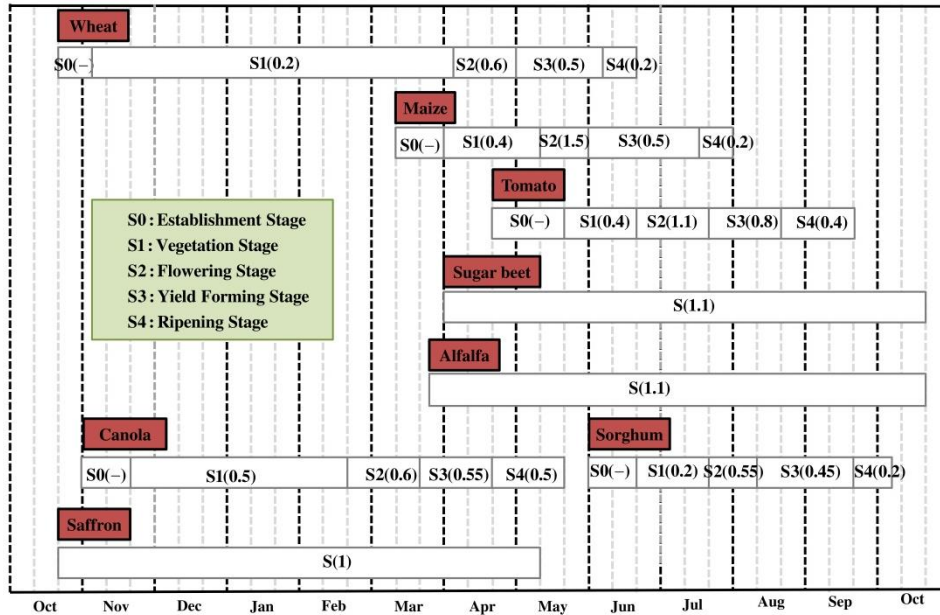 Wheat
S0(−) S1(0.2) S2(0.6) S3(0.5) S4(0.2)
Maize
S0(−) S1(0.4) S2(1.5) S3(0.5) S4(0.2)
Tomato
S0(−) S1(0.4) S2(1.1) S3(0.8) S4(0.4)
S0: Establishment Stage
S1: Vegetation Stage
S2: Flowering Stage
S3: Yield Forming Stage
S4: Ripening Stage
Sugar beet
S(1.1)
Alfalfa
S(1.1)
Canola Sorghum
S0(−) S1(0.5) S2(0.6) S3(0.55) S4(0.5) S0(−) S1(0.2) S2(0.55) S3(0.45) S4(0.2)
Saffron
S(1)
Oct Nov Dec Jan Feb Mar Apr May Jun Jul Aug Sep Oct